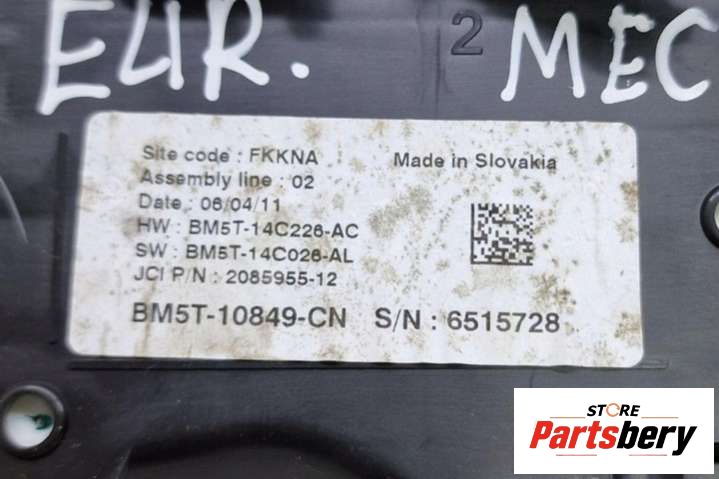 EUR. 2 MEC
Site code : FKKNA Made in Slovakia
Assembly line : 02
Date : 06/04/11
HW : BM5T-14C226-AC
SW : BM5T-14C026-AL
JCI P/N : 2085955-12
BM5T-10849-CN S/N : 6515728
STORE
Partsbery